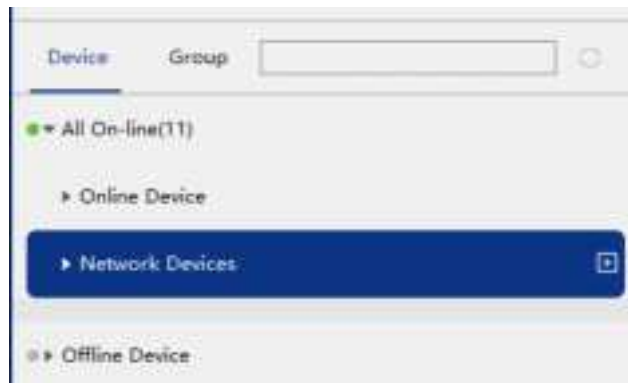 Device Group
All On-line(11)
Online Device
Network Devices
Offline Device